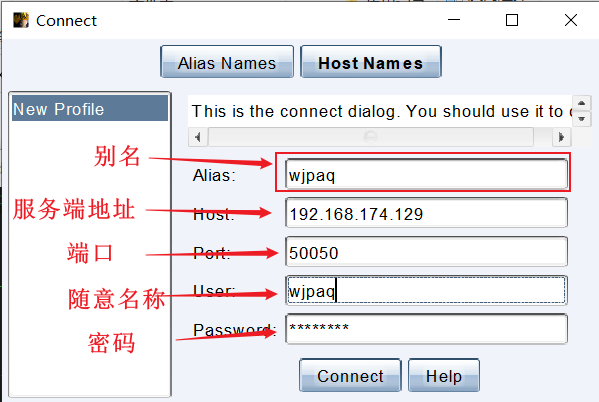 Connect
Alias Names
Host Names
New Profile
This is the connect dialog. You should use it to
别名
Alias:
wjpaq
服务端地址
Host:
192.168.174.129
端口
Port:
50050
随意名称
User:
wjpaq
密码
Password:
********
Connect
Help